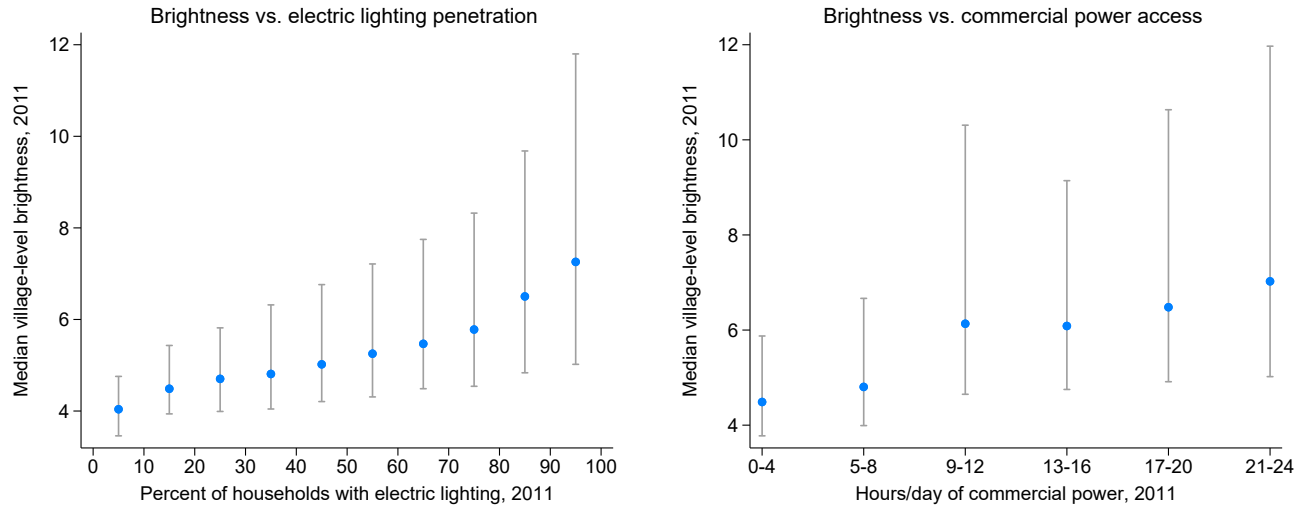 Brightness vs. electric lighting penetration
Median village-level brightness, 2011
12
10
8
6
4
0 10 20 30 40 50 60 70 80 90 100
Percent of households with electric lighting, 2011
Brightness vs. commercial power access
Median village-level brightness, 2011
12
10
8
6
4
0-4 5-8 9-12 13-16 17-20 21-24
Hours/day of commercial power, 2011